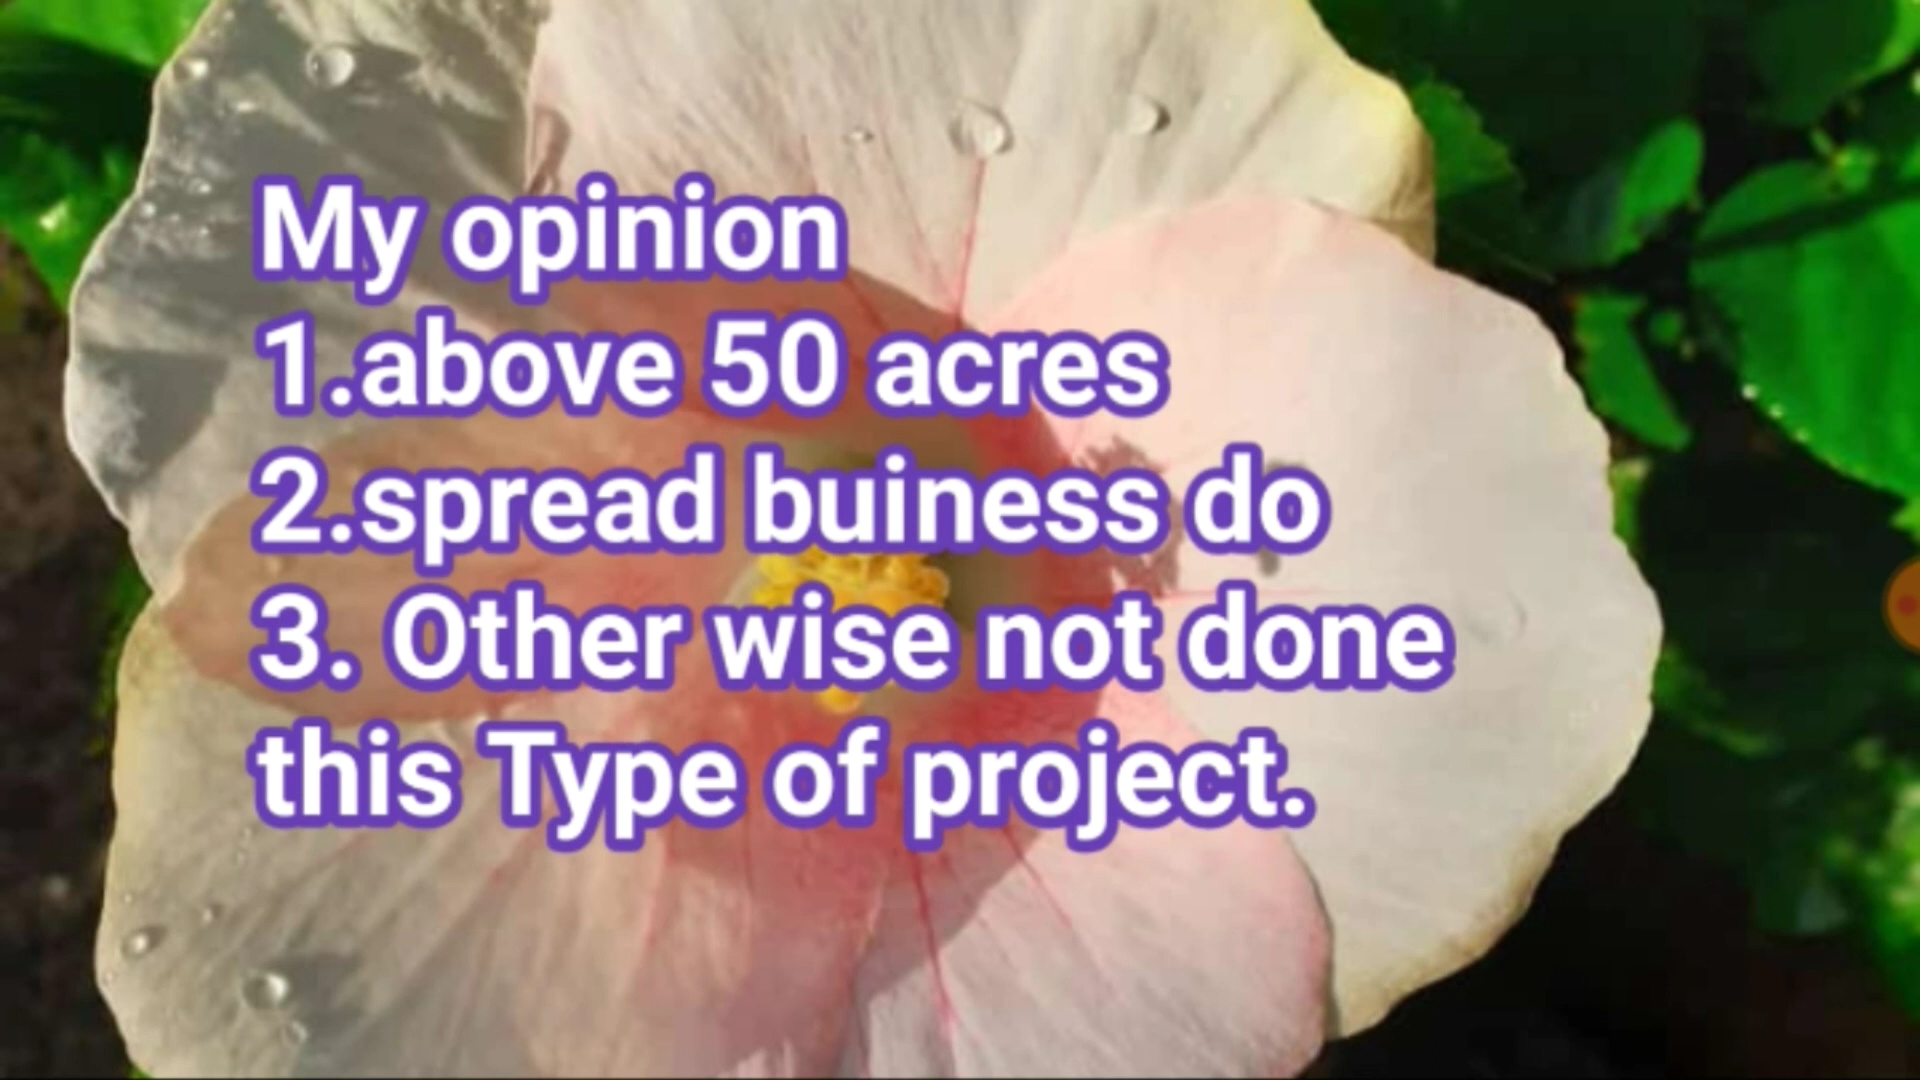 My opinion
1.above 50 acres
2.spread buiness do
3. Other wise not done
this Type of project.